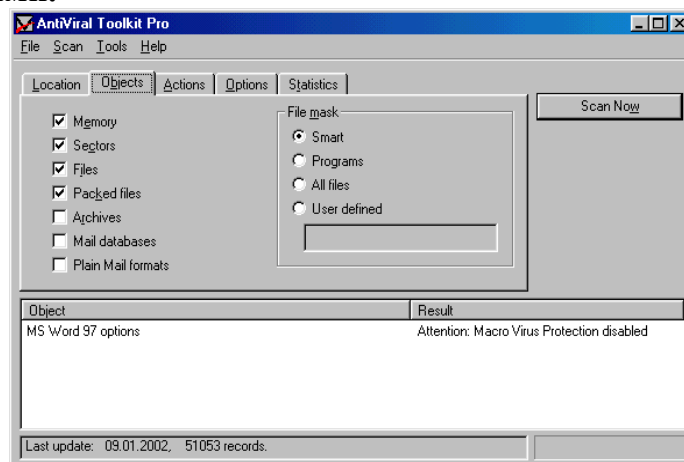 AntiViral Toolkit Pro
File Scan Tools Help
Location Objects Actions Options Statistics
Scan Now
Memory
Sectors
Files
Packed files
Archives
Mail databases
Plain Mail formats
File mask
Smart
Programs
All files
User defined
Object Result
MS Word 97 options Attention: Macro Virus Protection disabled
Last update: 09.01.2002, 51053 records.